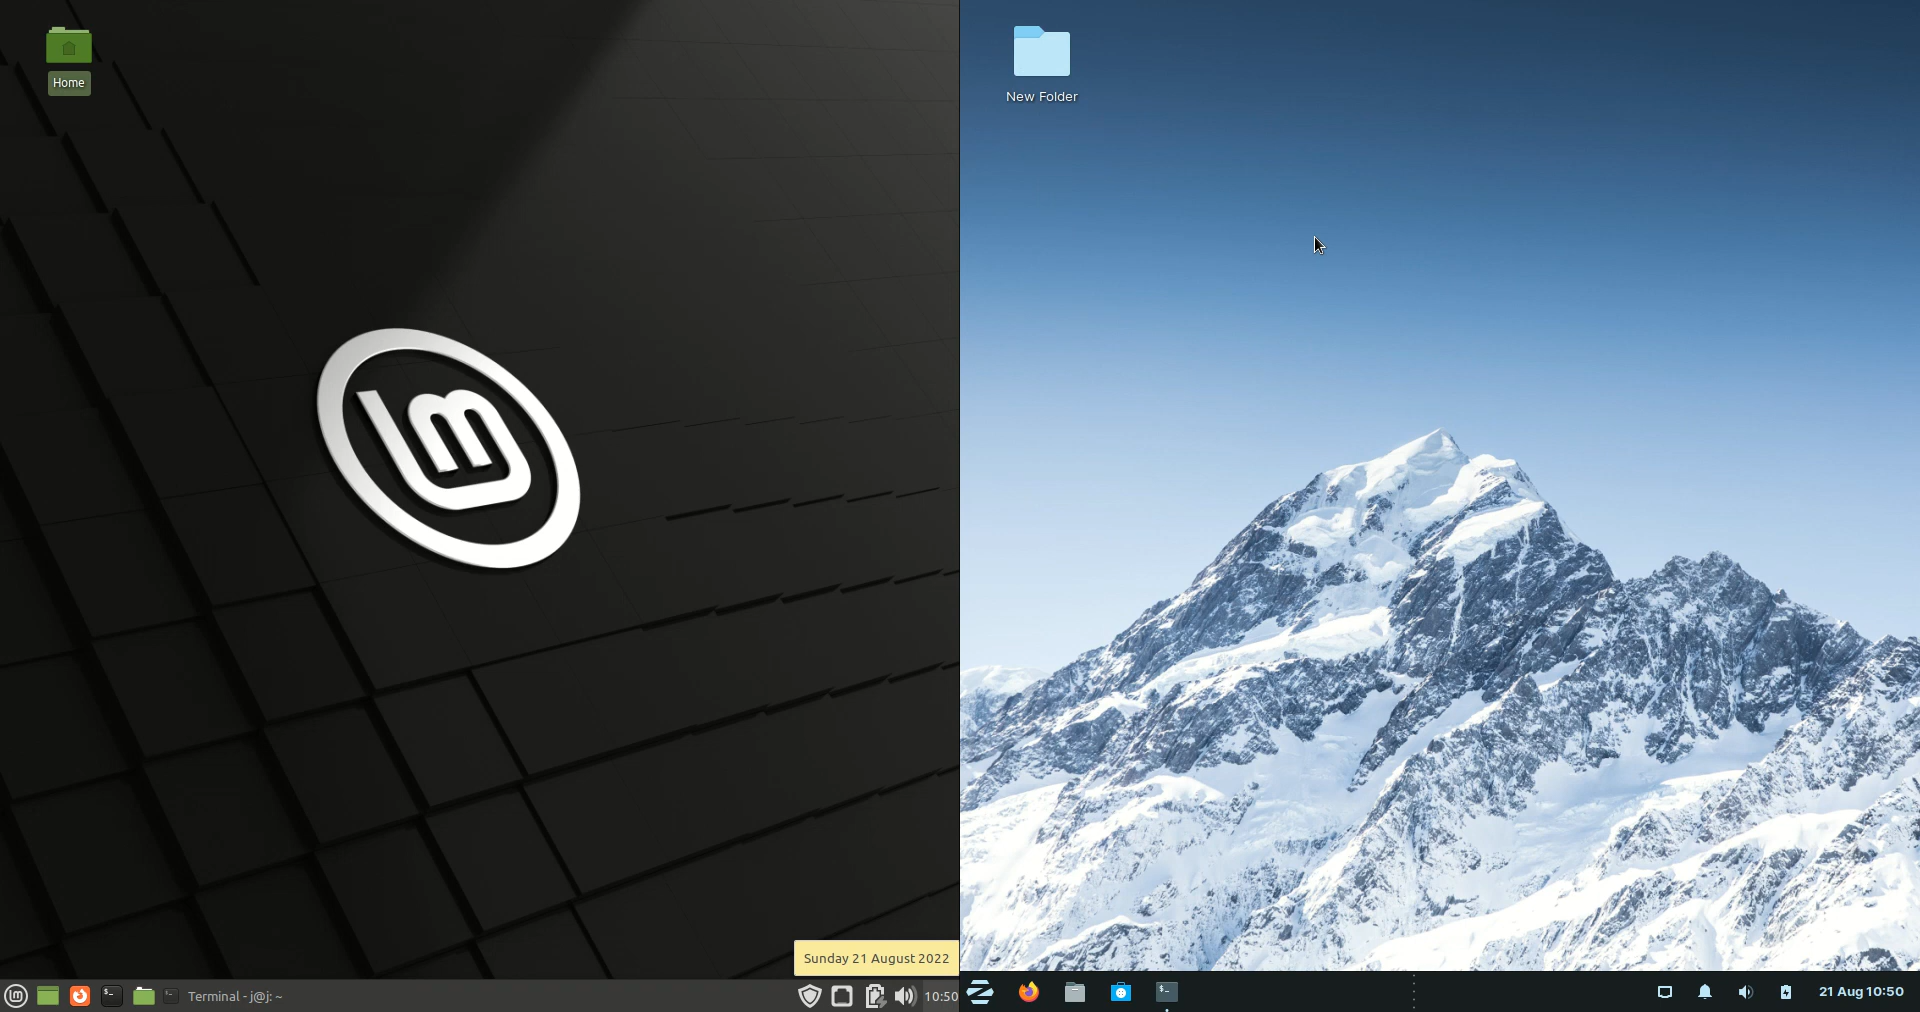 Home
Sunday 21 August 2022
Terminal - j@j: ~
10:50
New Folder
21 Aug 10:50